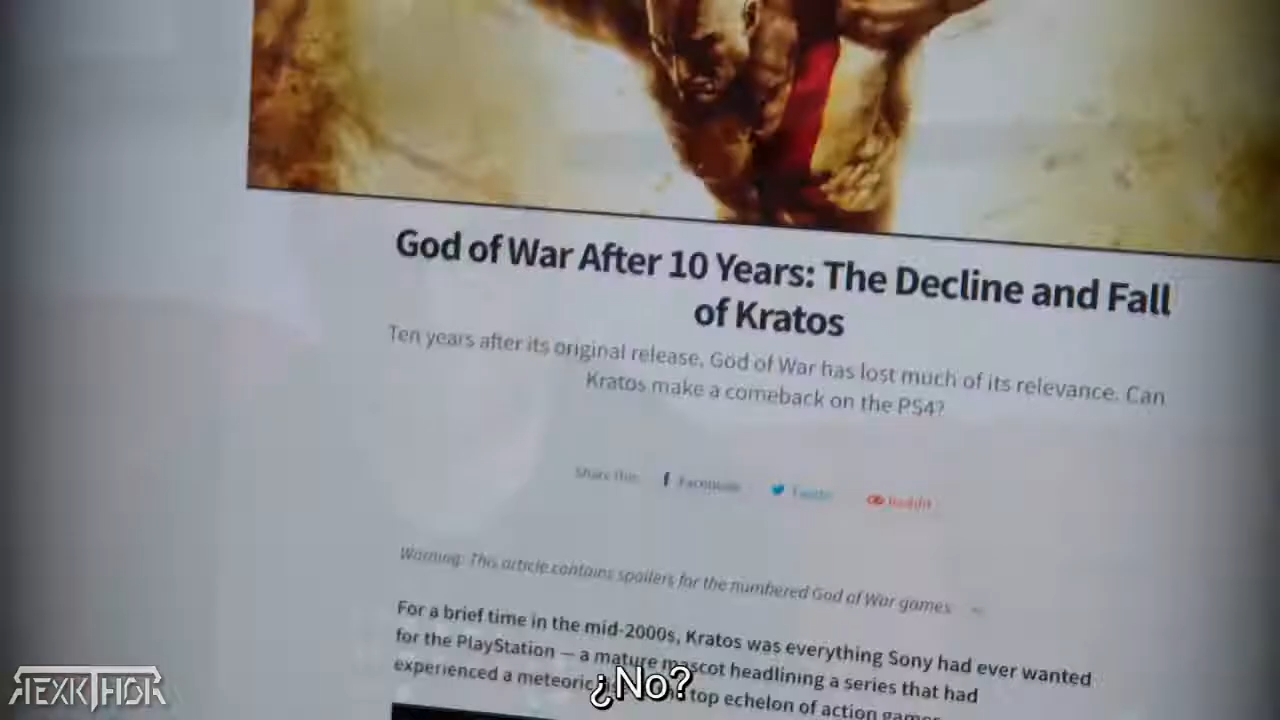 God of War After 10 Years: The Decline and Fall
of Kratos
Ten years after its original release, God of War has lost much of its relevance. Can
Kratos make a comeback on the PS4?
Share This
Facebook
Twitter
Reddit
Warning: This article contains spoilers for the numbered God of War games.
For a brief time in the mid-2000s, Kratos was everything Sony had ever wanted
for the PlayStation — a mature mascot headlining a series that had
experienced a meteoric top echelon of action games
¿No?